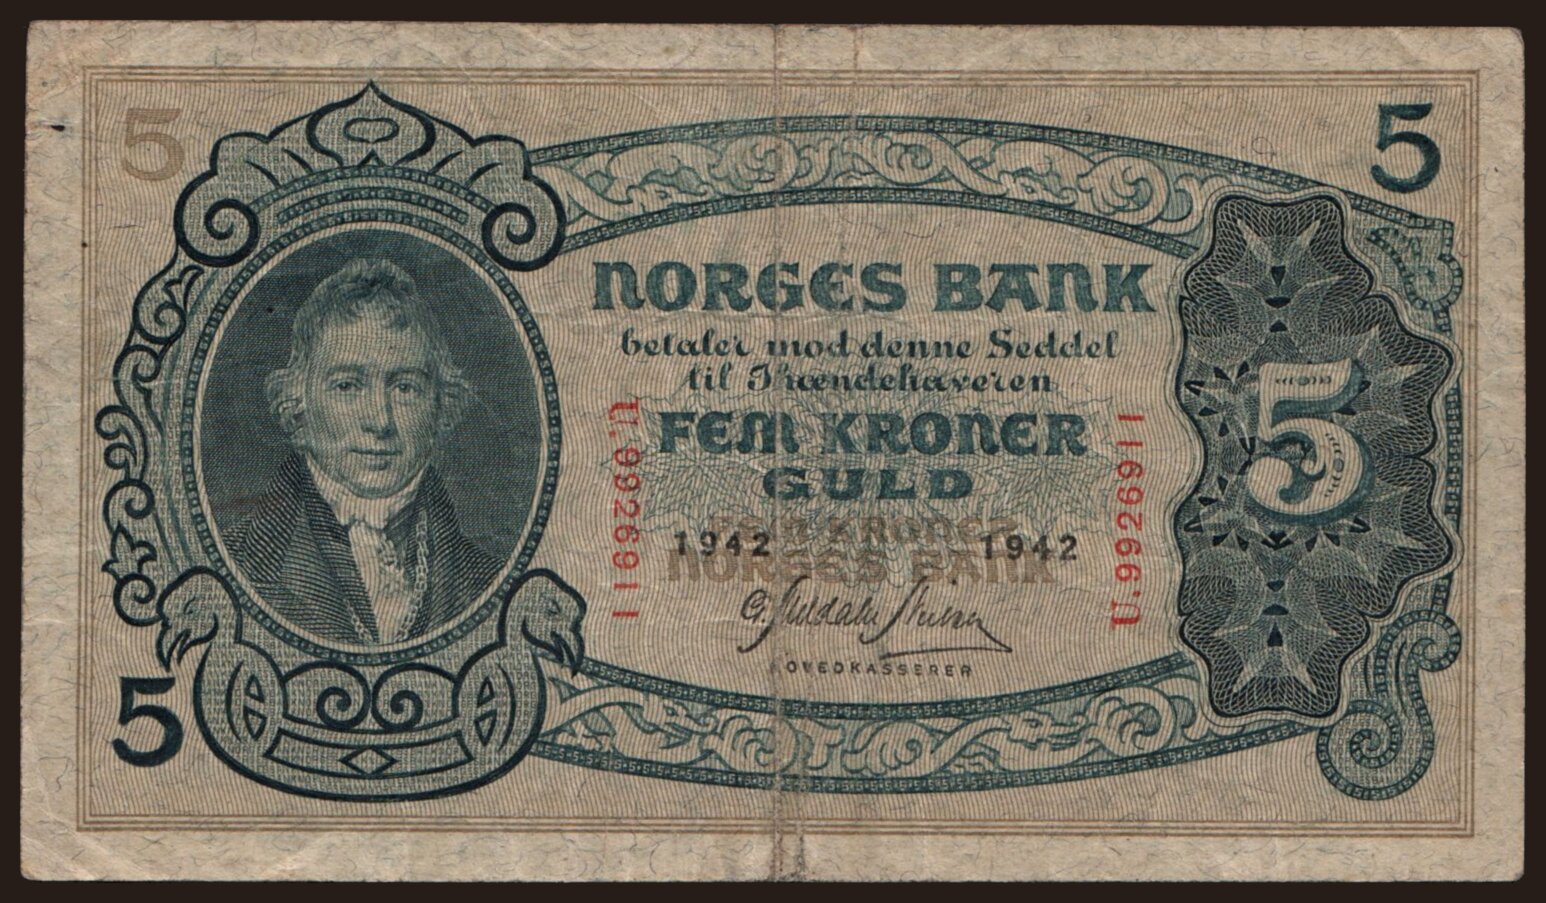 5
5
NORGES BANK
betaler mod denne Seddel
til Ihændehaveren
FEM KRONER
GULD
5
U.9926911
U.9926911
FEM KRONER
1942 1942
NORGES BANK
HOVEDKASSERER
5